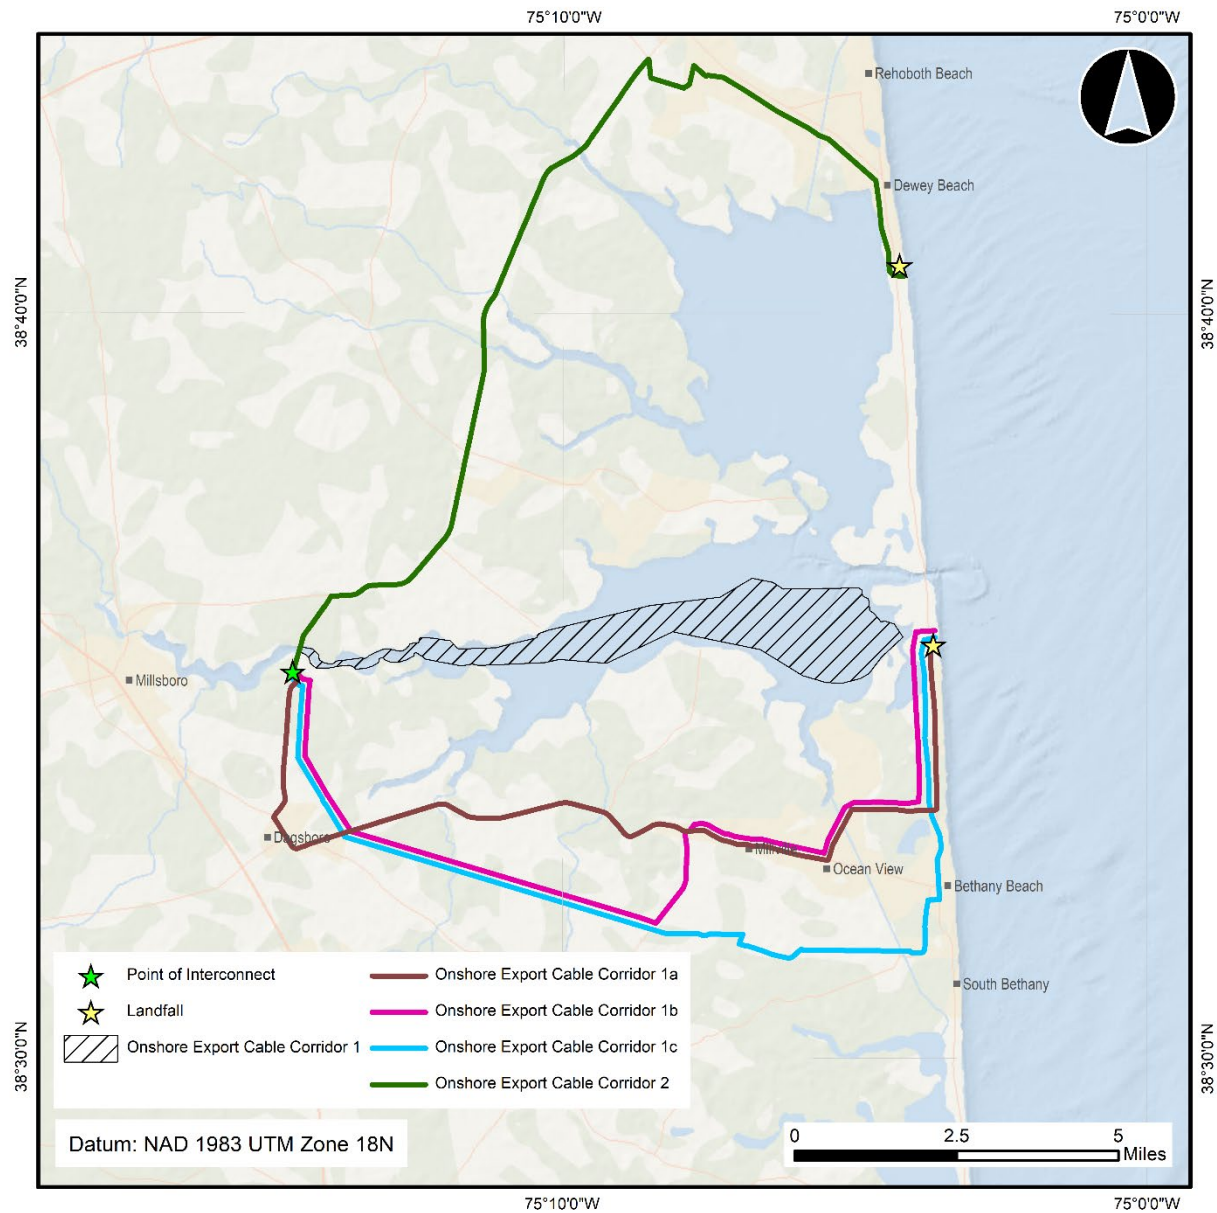 75°10'0"W
75°0'0"W
Rehoboth Beach
Dewey Beach
38°40'0"N
38°40'0"N
Millsboro
Dagsboro
Millville
Ocean View
Bethany Beach
South Bethany
Point of Interconnect
Landfall
Onshore Export Cable Corridor 1
Onshore Export Cable Corridor 1a
Onshore Export Cable Corridor 1b
Onshore Export Cable Corridor 1c
Onshore Export Cable Corridor 2
38°30'0"N
38°30'0"N
Datum: NAD 1983 UTM Zone 18N
0 2.5 5
Miles
75°10'0"W
75°0'0"W